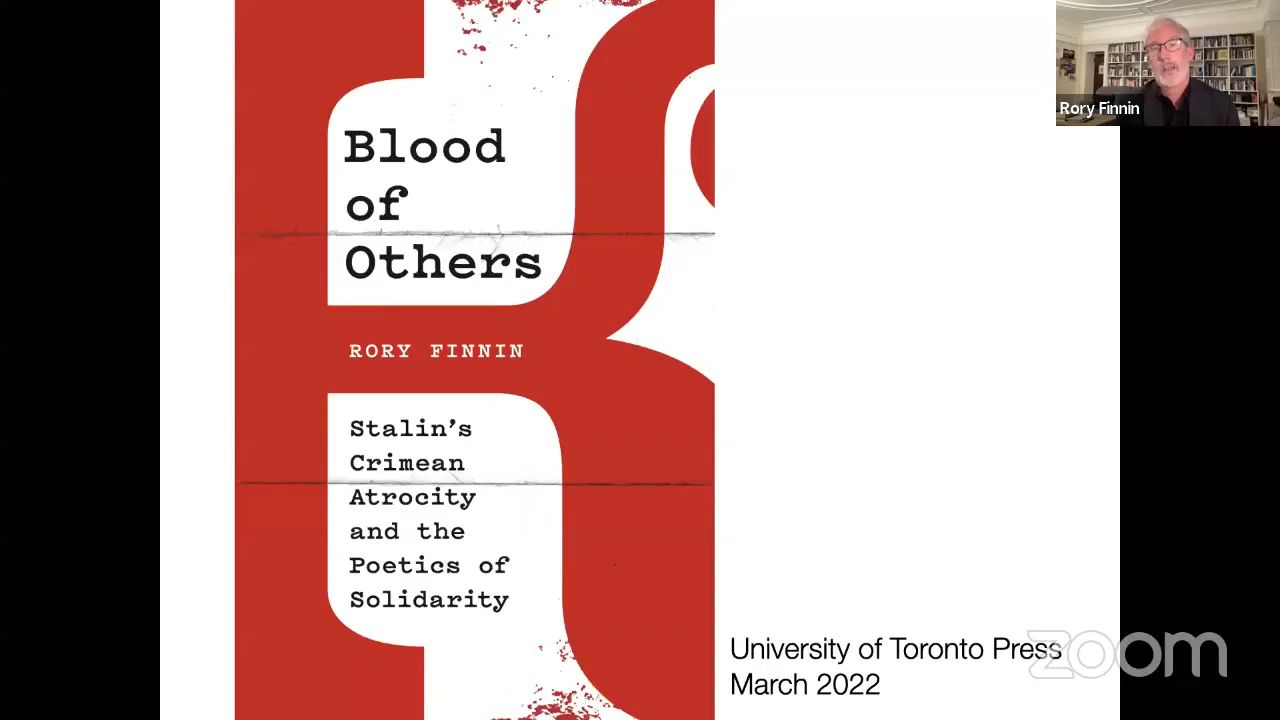 Blood
of
Others
RORY FINNIN
Stalin's
Crimean
Atrocity
and the
Poetics of
Solidarity
Rory Finnin
University of Toronto Press
March 2022
zoom